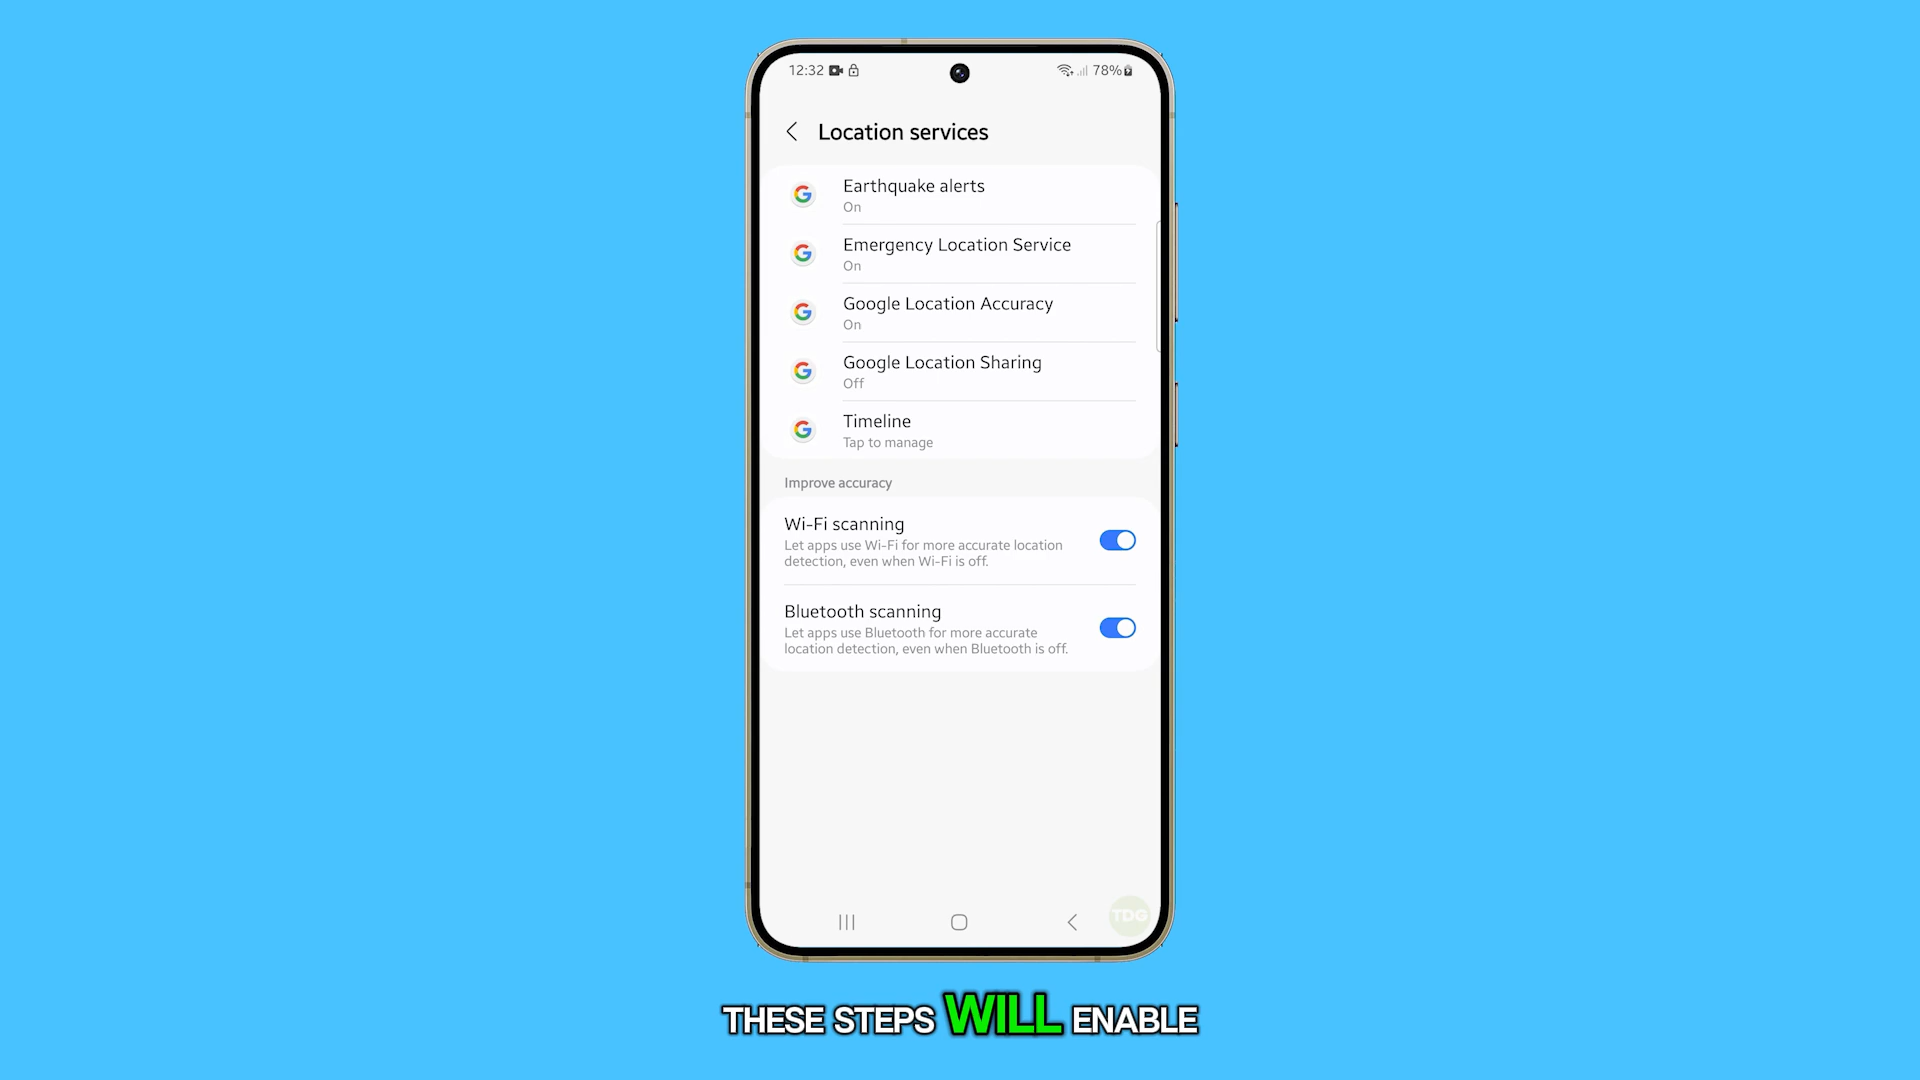 12:32 78%
Location services
Earthquake alerts
On
Emergency Location Service
On
Google Location Accuracy
On
Google Location Sharing
Off
Timeline
Tap to manage
Improve accuracy
Wi-Fi scanning
Let apps use Wi-Fi for more accurate location
detection, even when Wi-Fi is off.
Bluetooth scanning
Let apps use Bluetooth for more accurate
location detection, even when Bluetooth is off.
TDG
THESE STEPS WILL ENABLE